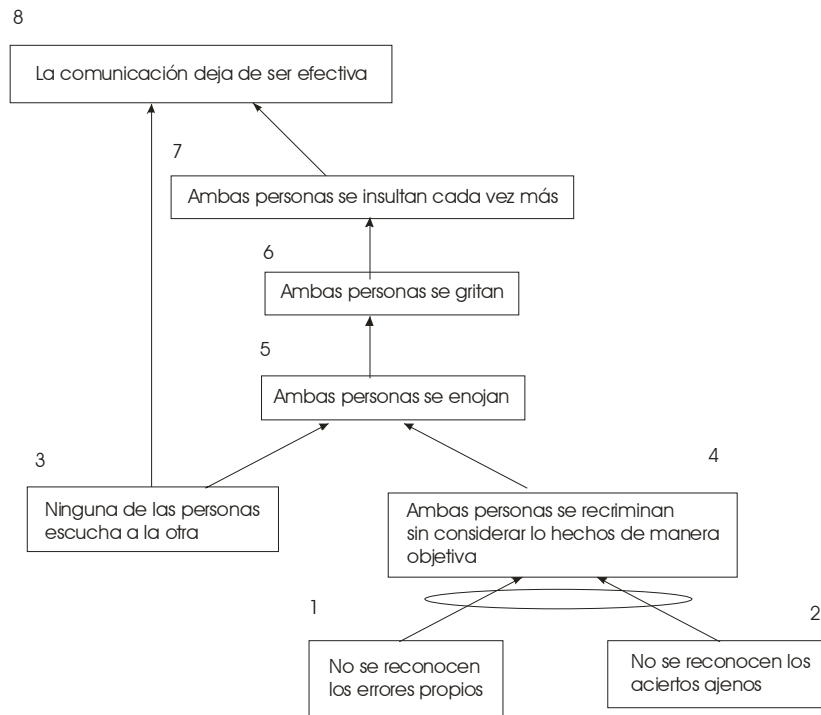 8
La comunicación deja de ser efectiva
7
Ambas personas se insultan cada vez más
6
Ambas personas se gritan
5
Ambas personas se enojan
3
Ninguna de las personas
escucha a la otra
4
Ambas personas se recriminan
sin considerar lo hechos de manera
objetiva
1
No se reconocen
los errores propios
2
No se reconocen los
aciertos ajenos